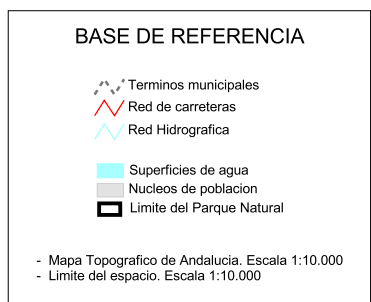 BASE DE REFERENCIA
Terminos municipales
Red de carreteras
Red Hidrografica
Superficies de agua
Nucleos de poblacion
Limite del Parque Natural
- Mapa Topografico de Andalucia. Escala 1:10.000
- Limite del espacio. Escala 1:10.000